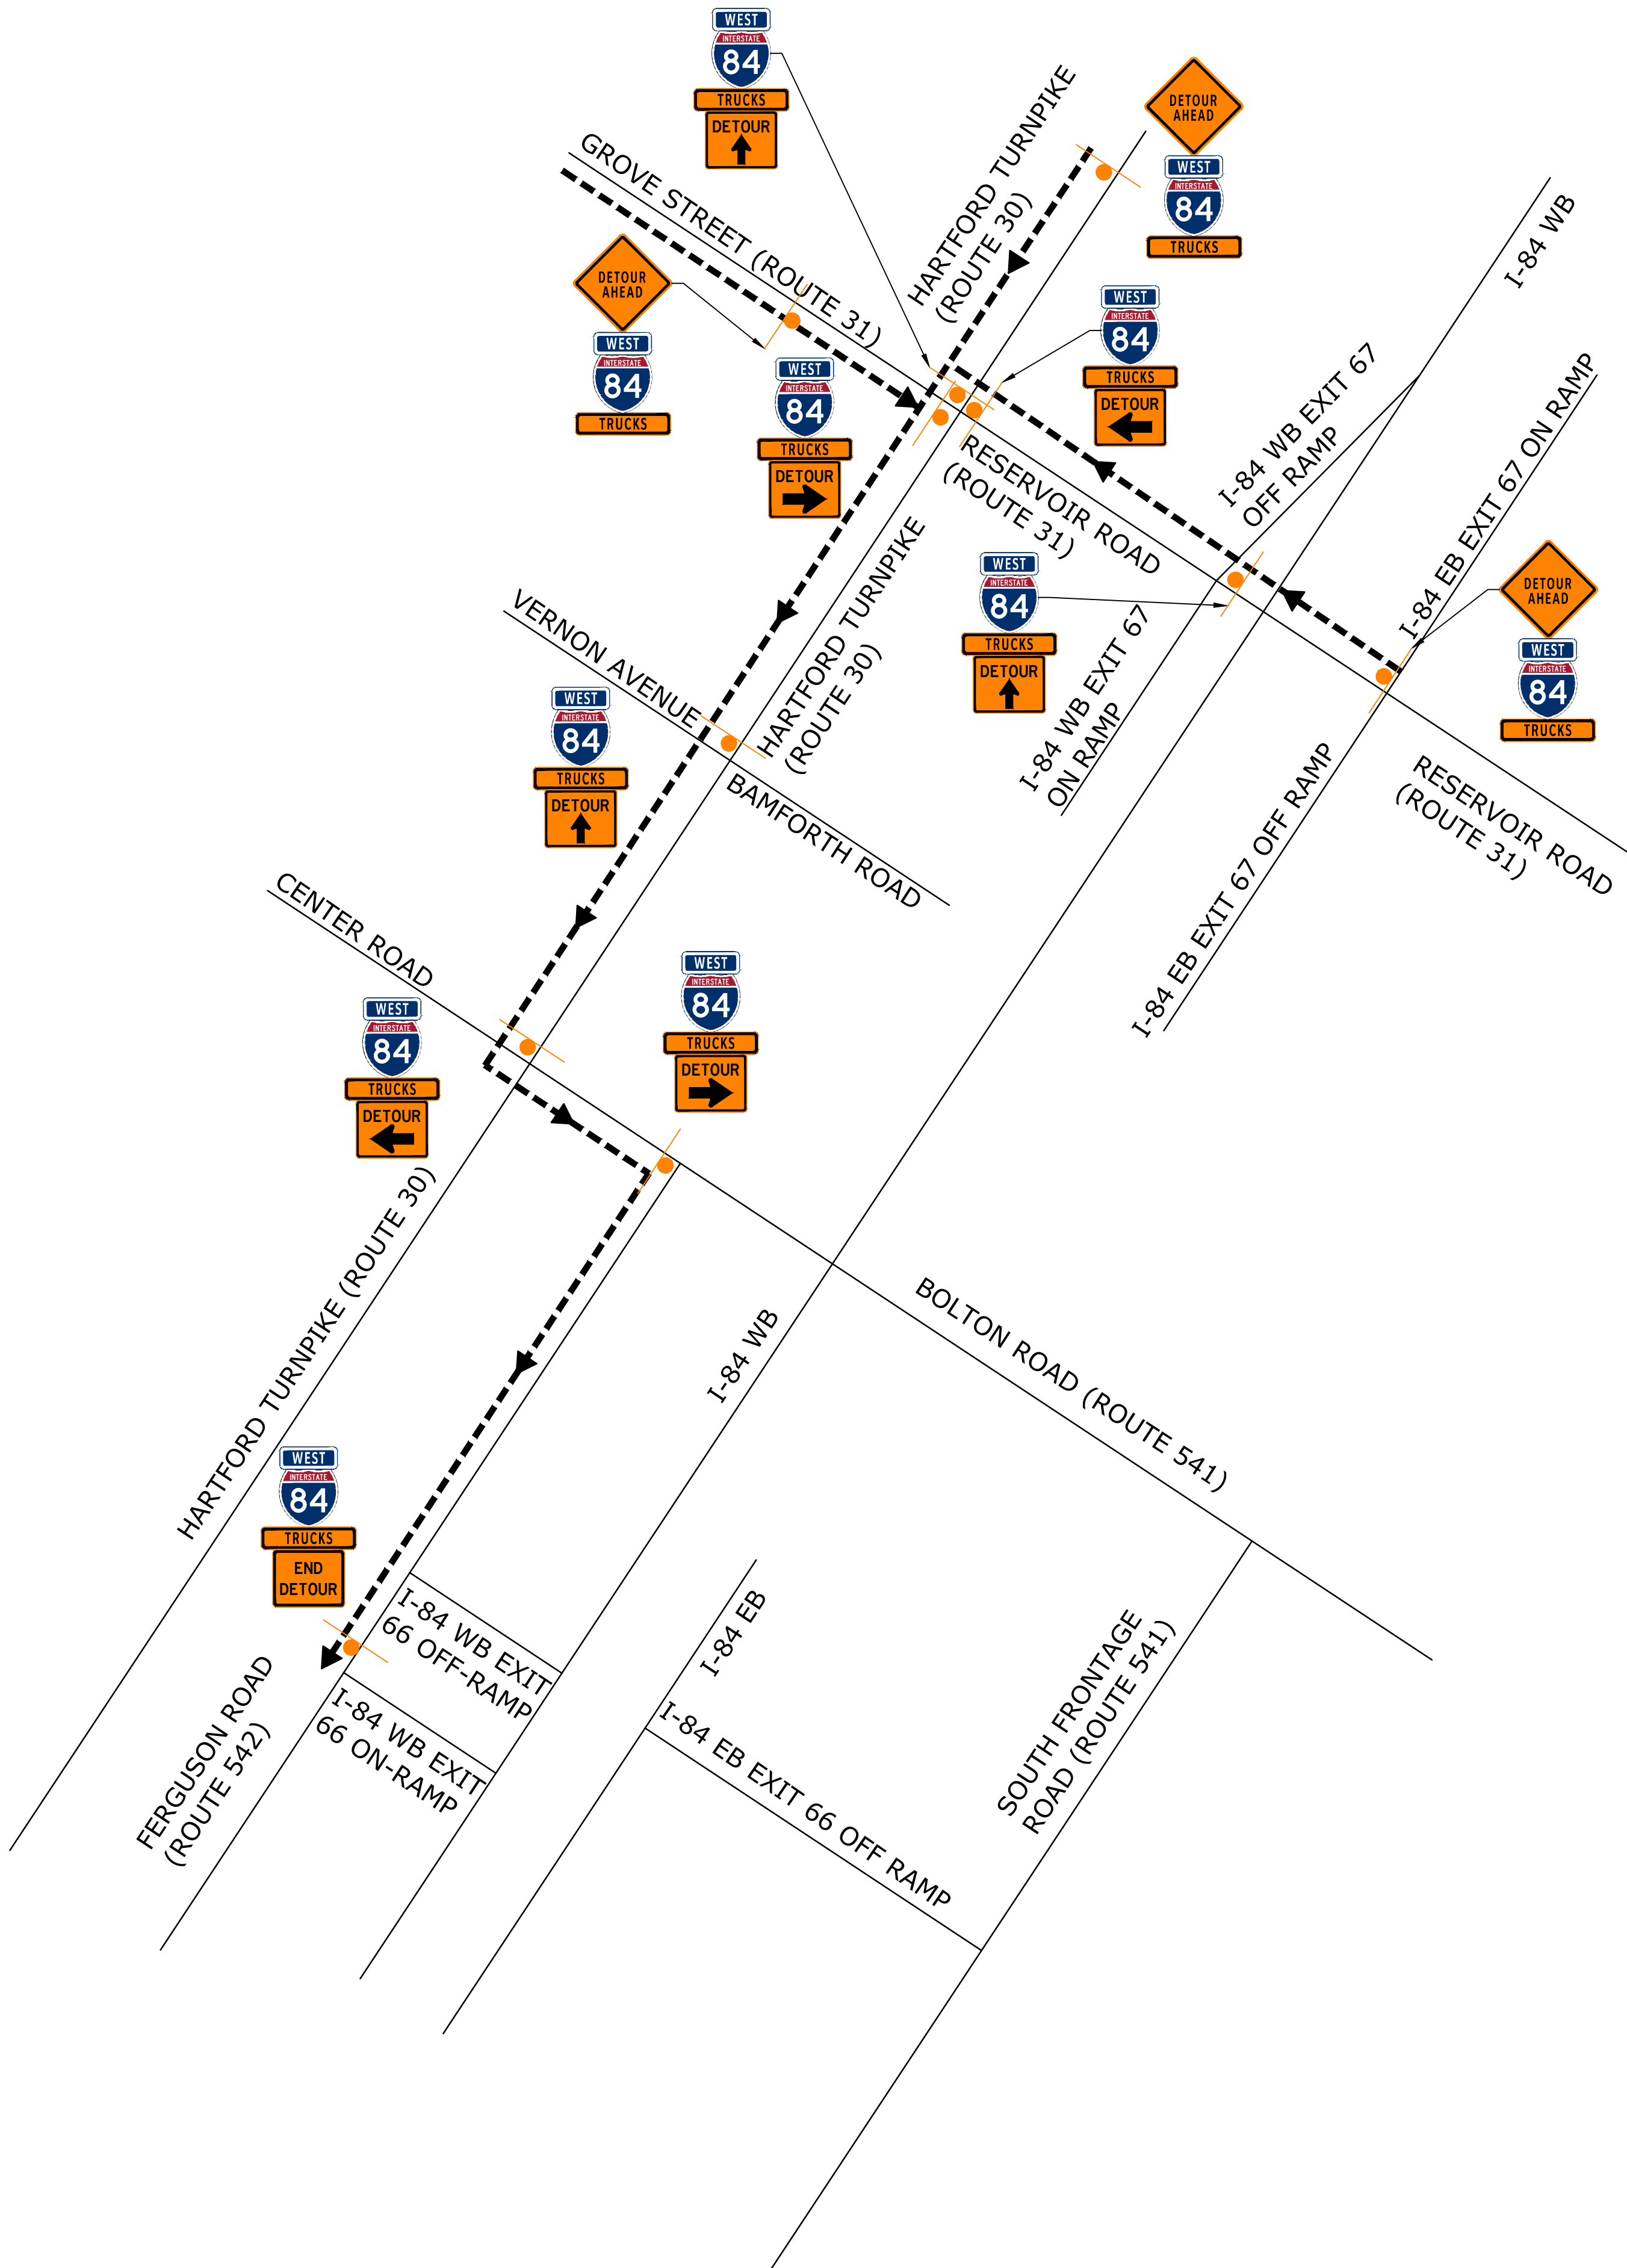 WEST
INTERSTATE
84
TRUCKS
DETOUR
DETOUR
AHEAD
WEST
INTERSTATE
84
TRUCKS
HARTFORD TURNPIKE
(ROUTE 30)
GROVE STREET (ROUTE 31)
DETOUR
AHEAD
WEST
INTERSTATE
84
TRUCKS
WEST
INTERSTATE
84
TRUCKS
DETOUR
WEST
INTERSTATE
84
TRUCKS
DETOUR
I-84 WB
I-84 WB EXIT 67
OFF RAMP
I-84 EB EXIT 67 ON RAMP
RESERVOIR ROAD
(ROUTE 31)
WEST
INTERSTATE
84
TRUCKS
DETOUR
DETOUR
AHEAD
WEST
INTERSTATE
84
TRUCKS
HARTFORD TURNPIKE
(ROUTE 30)
VERNON AVENUE
I-84 WB EXIT 67
ON RAMP
WEST
INTERSTATE
84
TRUCKS
DETOUR
BAMFORTH ROAD
I-84 EB EXIT 67 OFF RAMP
RESERVOIR ROAD
(ROUTE 31)
CENTER ROAD
WEST
INTERSTATE
84
TRUCKS
DETOUR
WEST
INTERSTATE
84
TRUCKS
DETOUR
HARTFORD TURNPIKE (ROUTE 30)
I-84 WB
BOLTON ROAD (ROUTE 541)
WEST
INTERSTATE
84
TRUCKS
END
DETOUR
I-84 WB EXIT
66 OFF-RAMP
I-84 EB
SOUTH FRONTAGE
ROAD (ROUTE 541)
FERGUSON ROAD
(ROUTE 542)
I-84 WB EXIT
66 ON-RAMP
I-84 EB EXIT 66 OFF RAMP